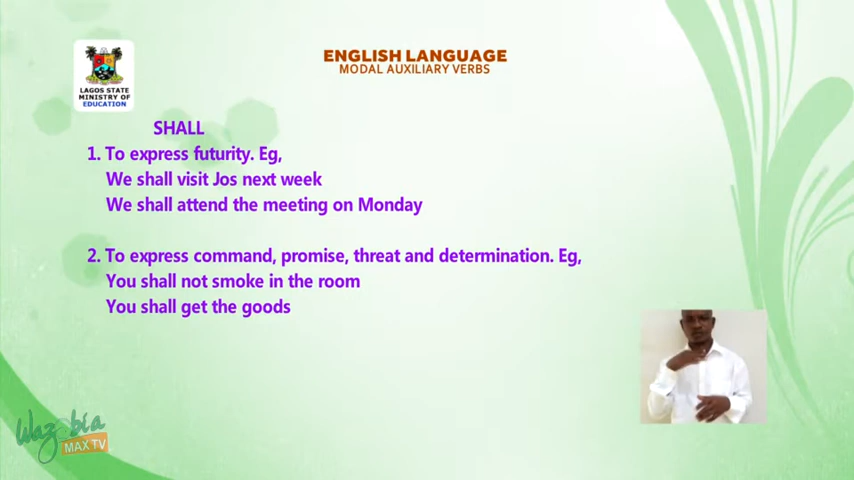 LAGOS STATE
MINISTRY OF
EDUCATION
ENGLISH LANGUAGE
MODAL AUXILIARY VERBS
SHALL
1. To express futurity. Eg,
We shall visit Jos next week
We shall attend the meeting on Monday
2. To express command, promise, threat and determination. Eg,
You shall not smoke in the room
You shall get the goods
Wazobia
MAX TV